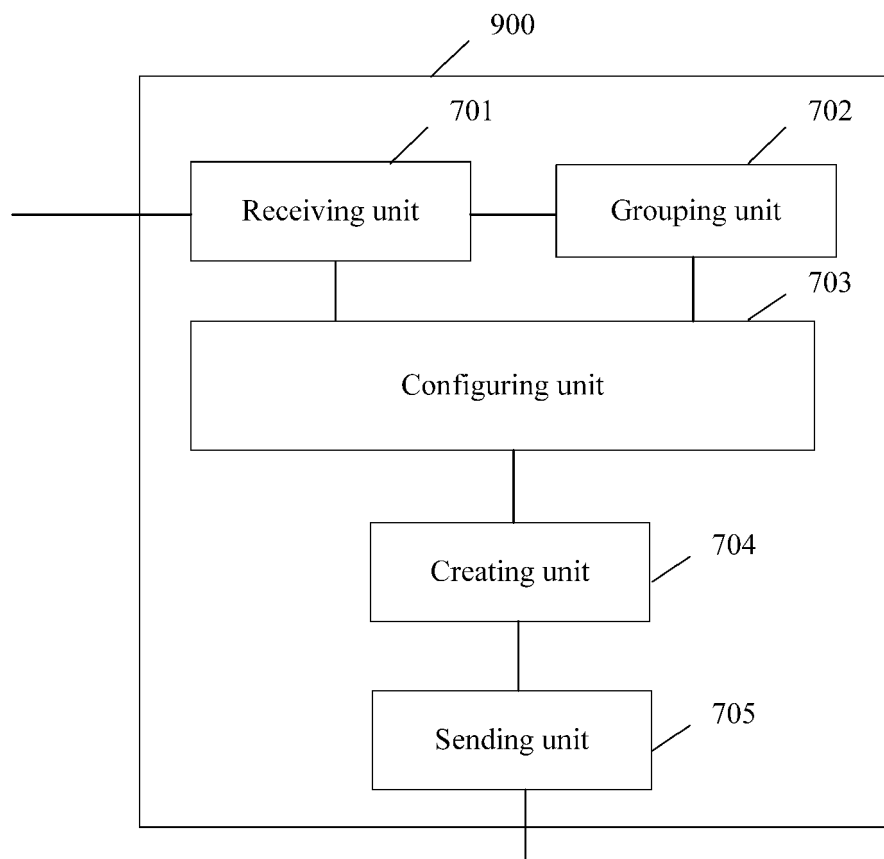 900
701
702
Receiving unit
Grouping unit
703
Configuring unit
704
Creating unit
705
Sending unit